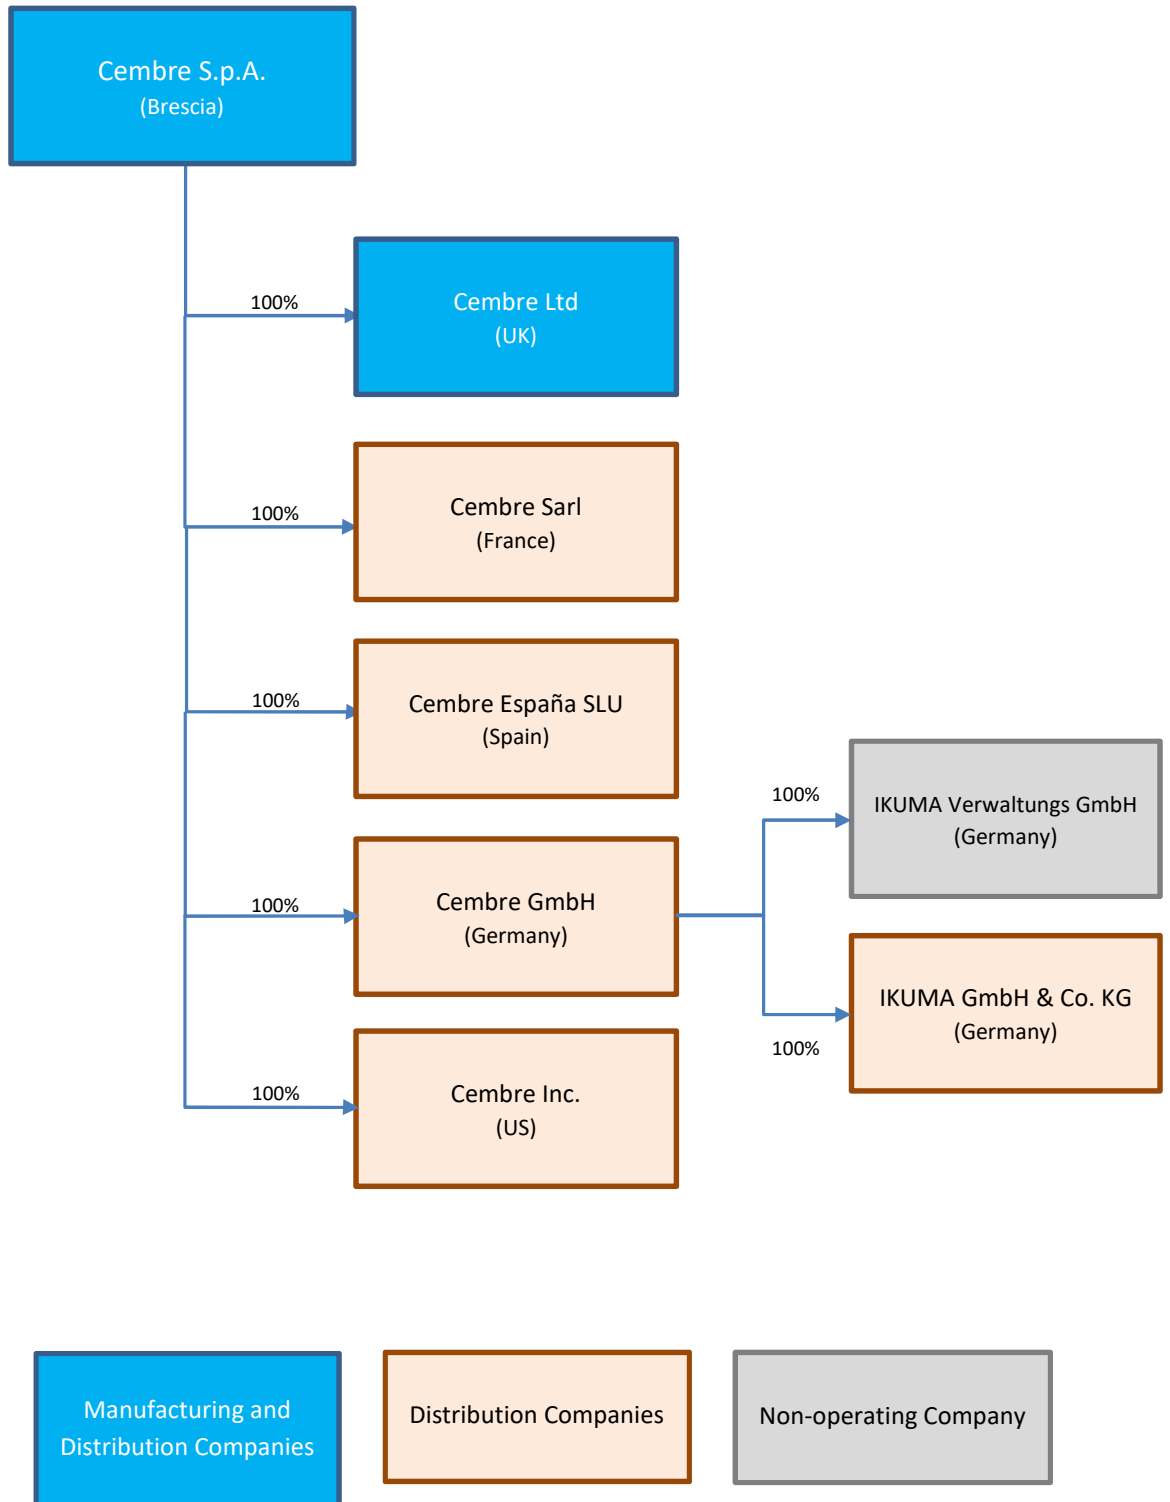 Cembre S.p.A.
(Brescia)
100%
Cembre Ltd
(UK)
100%
Cembre Sarl
(France)
100%
Cembre España SLU
(Spain)
100%
IKUMA Verwaltungs GmbH
(Germany)
100%
Cembre GmbH
(Germany)
IKUMA GmbH & Co. KG
(Germany)
100%
100%
Cembre Inc.
(US)
Manufacturing and
Distribution Companies
Distribution Companies
Non-operating Company